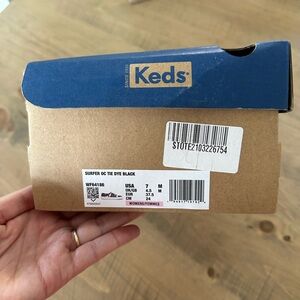 Keds
STOTE2103226754
SURFER OC TIE DYE BLACK
WF64186
USA 7 M
UK/GB 4.5 M
EUR 37.5
CM 24
WOMENS/FEMMES